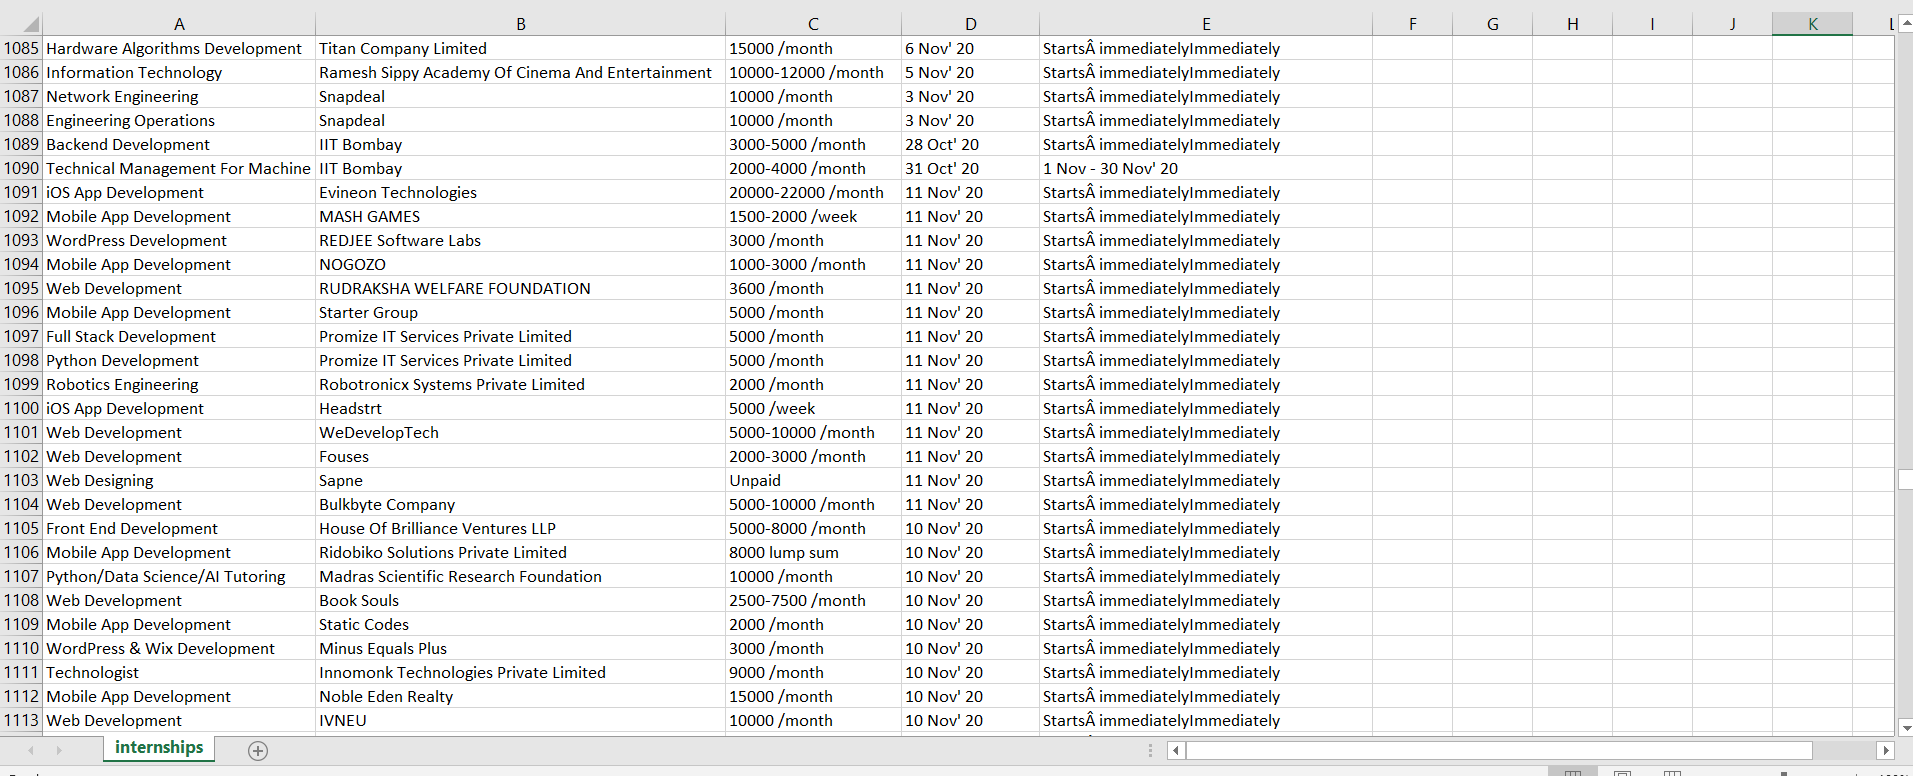 A B C D E F G H I J K L
1085 Hardware Algorithms Development Titan Company Limited 15000 /month 6 Nov' 20 StartsÂ immediatelyImmediately
1086 Information Technology Ramesh Sippy Academy Of Cinema And Entertainment 10000-12000 /month 5 Nov' 20 StartsÂ immediatelyImmediately
1087 Network Engineering Snapdeal 10000 /month 3 Nov' 20 StartsÂ immediatelyImmediately
1088 Engineering Operations Snapdeal 10000 /month 3 Nov' 20 StartsÂ immediatelyImmediately
1089 Backend Development IIT Bombay 3000-5000 /month 28 Oct' 20 StartsÂ immediatelyImmediately
1090 Technical Management For Machine IIT Bombay 2000-4000 /month 31 Oct' 20 1 Nov - 30 Nov' 20
1091 iOS App Development Evineon Technologies 20000-22000 /month 11 Nov' 20 StartsÂ immediatelyImmediately
1092 Mobile App Development MASH GAMES 1500-2000 /week 11 Nov' 20 StartsÂ immediatelyImmediately
1093 WordPress Development REDJEE Software Labs 3000 /month 11 Nov' 20 StartsÂ immediatelyImmediately
1094 Mobile App Development NOGOZO 1000-3000 /month 11 Nov' 20 StartsÂ immediatelyImmediately
1095 Web Development RUDRAKSHA WELFARE FOUNDATION 3600 /month 11 Nov' 20 StartsÂ immediatelyImmediately
1096 Mobile App Development Starter Group 5000 /month 11 Nov' 20 StartsÂ immediatelyImmediately
1097 Full Stack Development Promize IT Services Private Limited 5000 /month 11 Nov' 20 StartsÂ immediatelyImmediately
1098 Python Development Promize IT Services Private Limited 5000 /month 11 Nov' 20 StartsÂ immediatelyImmediately
1099 Robotics Engineering Robotronicx Systems Private Limited 2000 /month 11 Nov' 20 StartsÂ immediatelyImmediately
1100 iOS App Development Headstrt 5000 /week 11 Nov' 20 StartsÂ immediatelyImmediately
1101 Web Development WeDevelopTech 5000-10000 /month 11 Nov' 20 StartsÂ immediatelyImmediately
1102 Web Development Fouses 2000-3000 /month 11 Nov' 20 StartsÂ immediatelyImmediately
1103 Web Designing Sapne Unpaid 11 Nov' 20 StartsÂ immediatelyImmediately
1104 Web Development Bulkbyte Company 5000-10000 /month 11 Nov' 20 StartsÂ immediatelyImmediately
1105 Front End Development House Of Brilliance Ventures LLP 5000-8000 /month 10 Nov' 20 StartsÂ immediatelyImmediately
1106 Mobile App Development Ridobiko Solutions Private Limited 8000 lump sum 10 Nov' 20 StartsÂ immediatelyImmediately
1107 Python/Data Science/AI Tutoring Madras Scientific Research Foundation 10000 /month 10 Nov' 20 StartsÂ immediatelyImmediately
1108 Web Development Book Souls 2500-7500 /month 10 Nov' 20 StartsÂ immediatelyImmediately
1109 Mobile App Development Static Codes 2000 /month 10 Nov' 20 StartsÂ immediatelyImmediately
1110 WordPress & Wix Development Minus Equals Plus 3000 /month 10 Nov' 20 StartsÂ immediatelyImmediately
1111 Technologist Innomonk Technologies Private Limited 9000 /month 10 Nov' 20 StartsÂ immediatelyImmediately
1112 Mobile App Development Noble Eden Realty 15000 /month 10 Nov' 20 StartsÂ immediatelyImmediately
1113 Web Development IVNEU 10000 /month 10 Nov' 20 StartsÂ immediatelyImmediately
internships